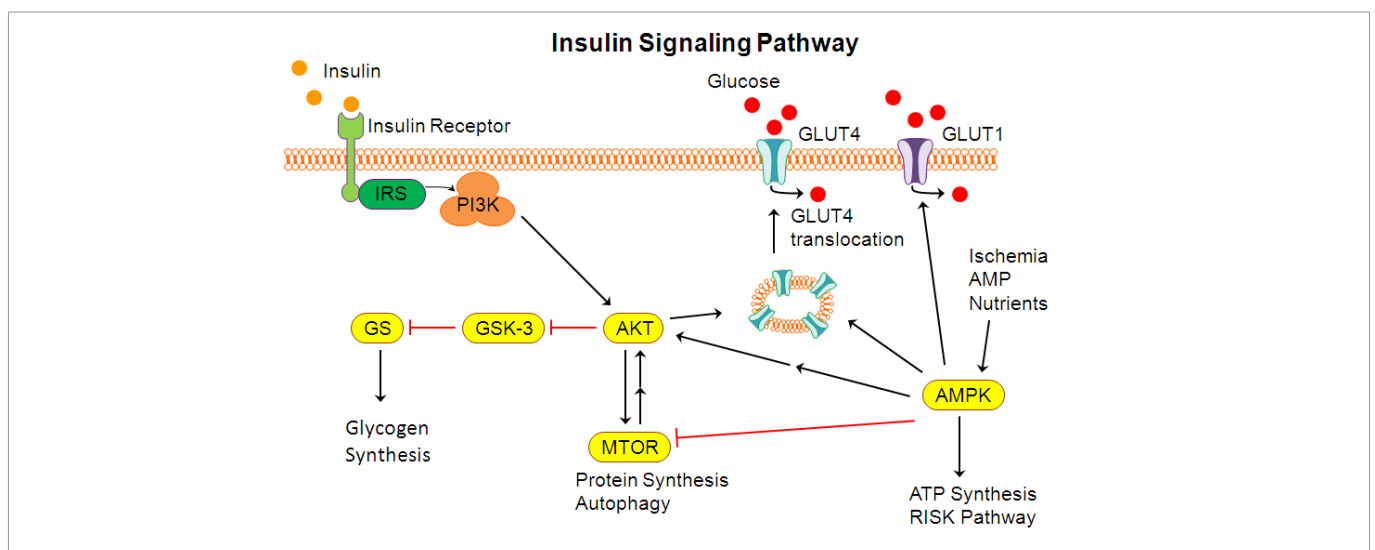 Insulin Signaling Pathway
Insulin
Glucose
Insulin Receptor
GLUT4
GLUT1
IRS
PI3K
GLUT4
translocation
Ischemia
AMP
Nutrients
GS
GSK-3
AKT
AMPK
Glycogen
Synthesis
MTOR
Protein Synthesis
Autophagy
ATP Synthesis
RISK Pathway